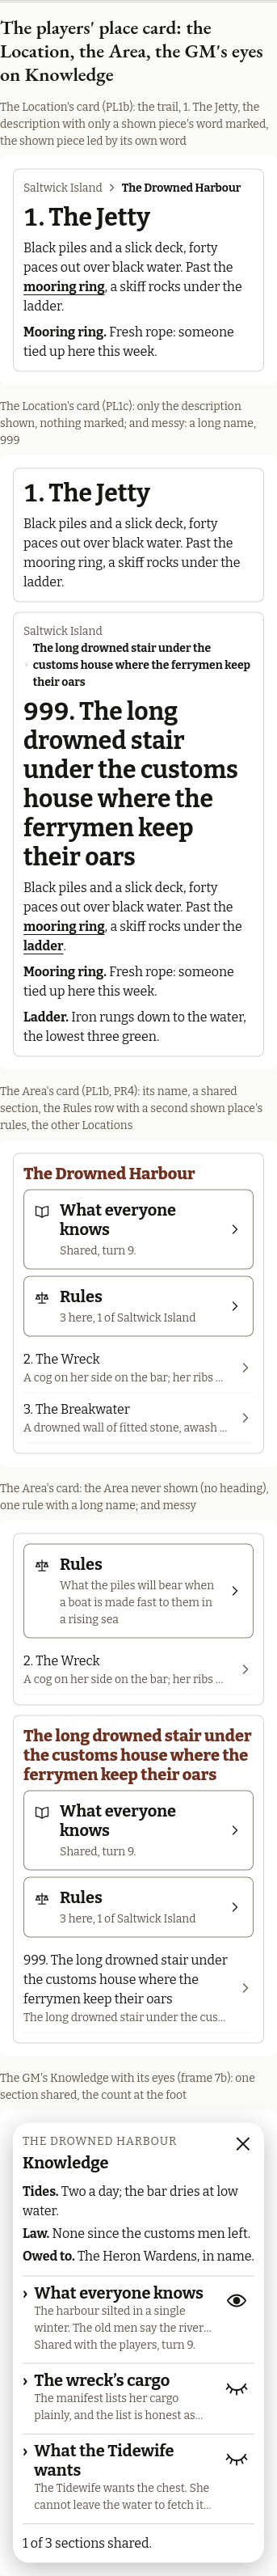 The players' place card: the
Location, the Area, the GM's eyes
on Knowledge
The Location's card (PL1b): the trail, 1. The Jetty, the
description with only a shown piece's word marked,
the shown piece led by its own word
Saltwick Island › The Drowned Harbour
1. The Jetty
Black piles and a slick deck, forty
paces out over black water. Past the
mooring ring, a skiff rocks under the
ladder.
Mooring ring. Fresh rope: someone
tied up here this week.
The Location's card (PL1c): only the description
shown, nothing marked; and messy: a long name,
999
1. The Jetty
Black piles and a slick deck, forty
paces out over black water. Past the
mooring ring, a skiff rocks under the
ladder.
Saltwick Island
› The long drowned stair under the
customs house where the ferrymen keep
their oars
999. The long
drowned stair
under the customs
house where the
ferrymen keep
their oars
Black piles and a slick deck, forty
paces out over black water. Past the
mooring ring, a skiff rocks under the
ladder.
Mooring ring. Fresh rope: someone
tied up here this week.
Ladder. Iron rungs down to the water,
the lowest three green.
The Area's card (PL1b, PR4): its name, a shared
section, the Rules row with a second shown place's
rules, the other Locations
The Drowned Harbour
What everyone
knows
Shared, turn 9.
Rules
3 here, 1 of Saltwick Island
2. The Wreck
A cog on her side on the bar; her ribs ...
3. The Breakwater
A drowned wall of fitted stone, awash ...
The Area's card: the Area never shown (no heading),
one rule with a long name; and messy
Rules
What the piles will bear when
a boat is made fast to them in
a rising sea
2. The Wreck
A cog on her side on the bar; her ribs ...
The long drowned stair under
the customs house where the
ferrymen keep their oars
What everyone
knows
Shared, turn 9.
Rules
3 here, 1 of Saltwick Island
999. The long drowned stair under
the customs house where the
ferrymen keep their oars
The long drowned stair under the cus...
The GM's Knowledge with its eyes (frame 7b): one
section shared, the count at the foot
THE DROWNED HARBOUR
Knowledge
Tides. Two a day; the bar dries at low
water.
Law. None since the customs men left.
Owed to. The Heron Wardens, in name.
› What everyone knows
The harbour silted in a single
winter. The old men say the river...
Shared with the players, turn 9.
› The wreck’s cargo
The manifest lists her cargo
plainly, and the list is honest as...
› What the Tidewife
wants
The Tidewife wants the chest. She
cannot leave the water to fetch it...
1 of 3 sections shared.